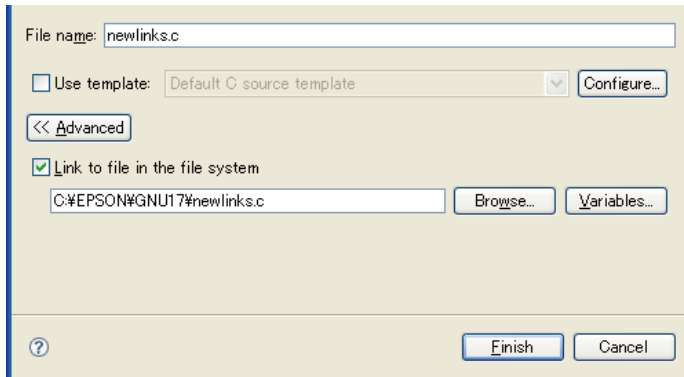 File name: newlinks.c
Use template: Default C source template Configure...
<< Advanced
Link to file in the file system
C:¥EPSON¥GNU17¥newlinks.c Browse... Variables...
? Finish Cancel